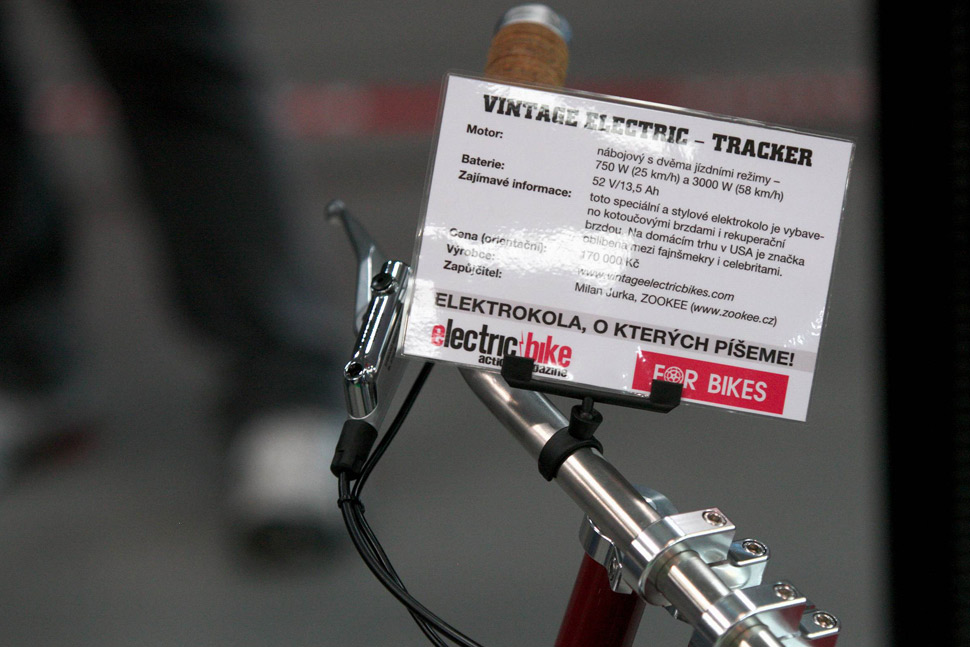 VINTAGE ELECTRIC – TRACKER
Motor: nábojový s dvěma jízdními režimy –
750 W (25 km/h) a 3000 W (58 km/h)
Baterie: 52 V/13,5 Ah
Zajímavé informace: toto speciální a stylové elektrokolo je vybave-
no kotoučovými brzdami i rekuperační
brzdou. Na domácím trhu v USA je značka
oblíbena mezi fajnšmekry i celebritami.
Cena (orientační): 170 000 Kč
Výrobce: www.vintageelectricbikes.com
Zapůjčitel: Milan Jurka, ZOOKEE (www.zookee.cz)
ELEKTROKOLA, O KTERÝCH PÍŠEME!
electric bike
action magazine
FOR BIKES